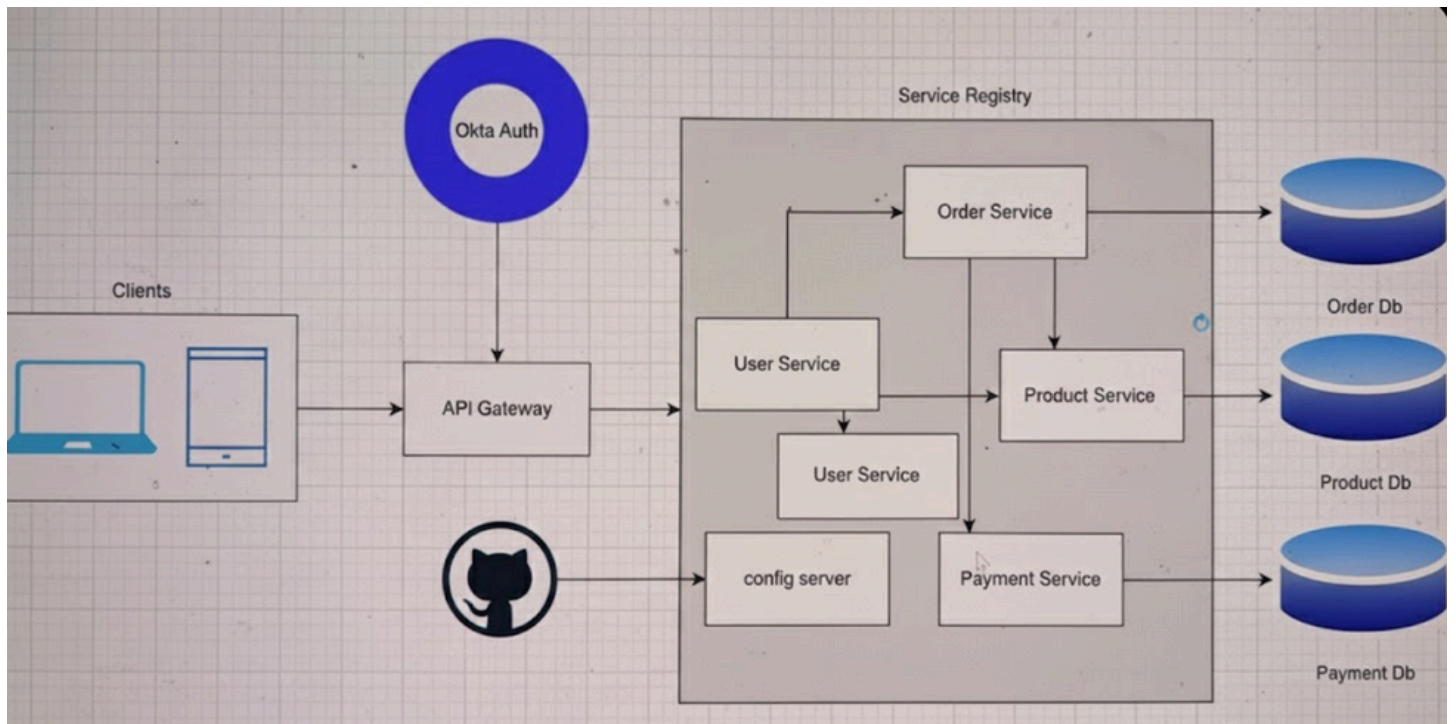 Okta Auth
Service Registry
Order Service
Clients
Order Db
User Service
Product Service
API Gateway
User Service
Product Db
config server
Payment Service
Payment Db